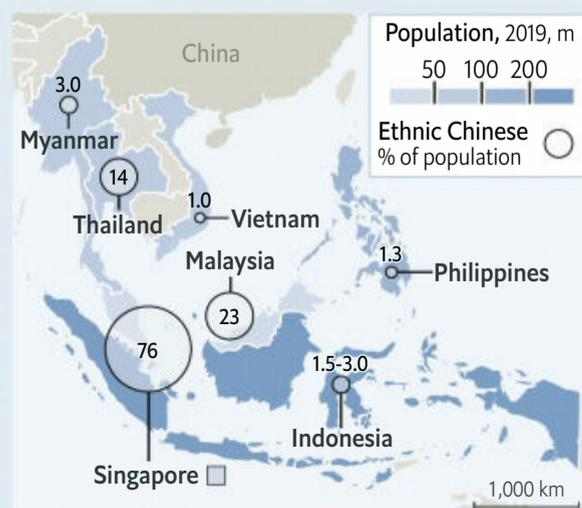 Population, 2019, m
50 100 200
Ethnic Chinese
% of population
China
3.0
Myanmar
14
Thailand
1.0
Vietnam
Malaysia
23
1.3
Philippines
76
1.5-3.0
Indonesia
Singapore
1,000 km